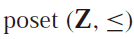 poset (Z, ≤)